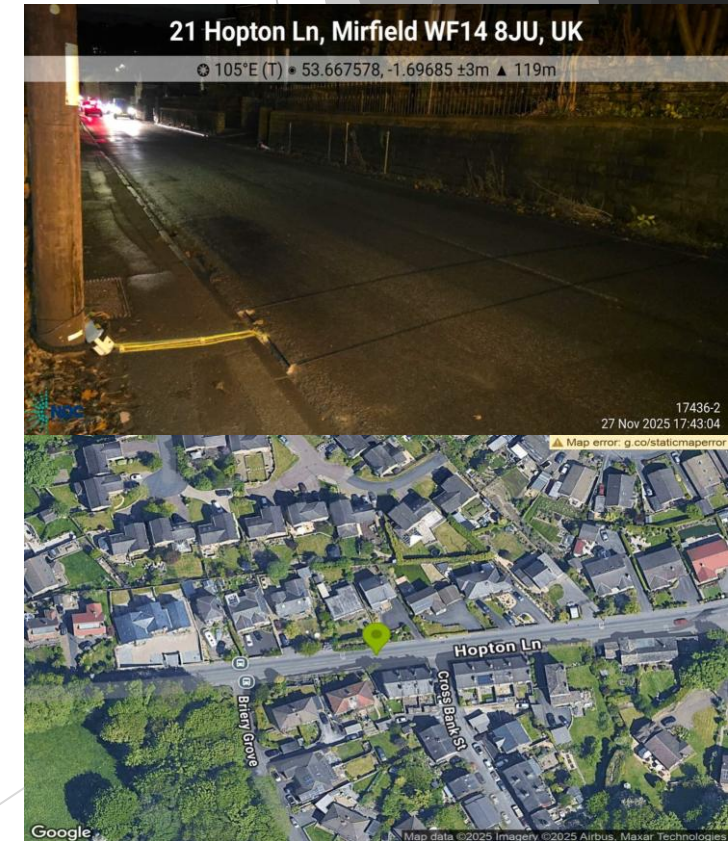 21 Hopton Ln, Mirfield WF14 8JU, UK
105°E (T) ● 53.667578, -1.69685 ±3m ▲ 119m
NDC
17436-2
27 Nov 2025 17:43:04
Map error: g.co/staticmaperror
Hopton Ln
Cross Bank St
Briery Grove
Google
Map data ©2025 Imagery ©2025 Airbus, Maxar Technologies